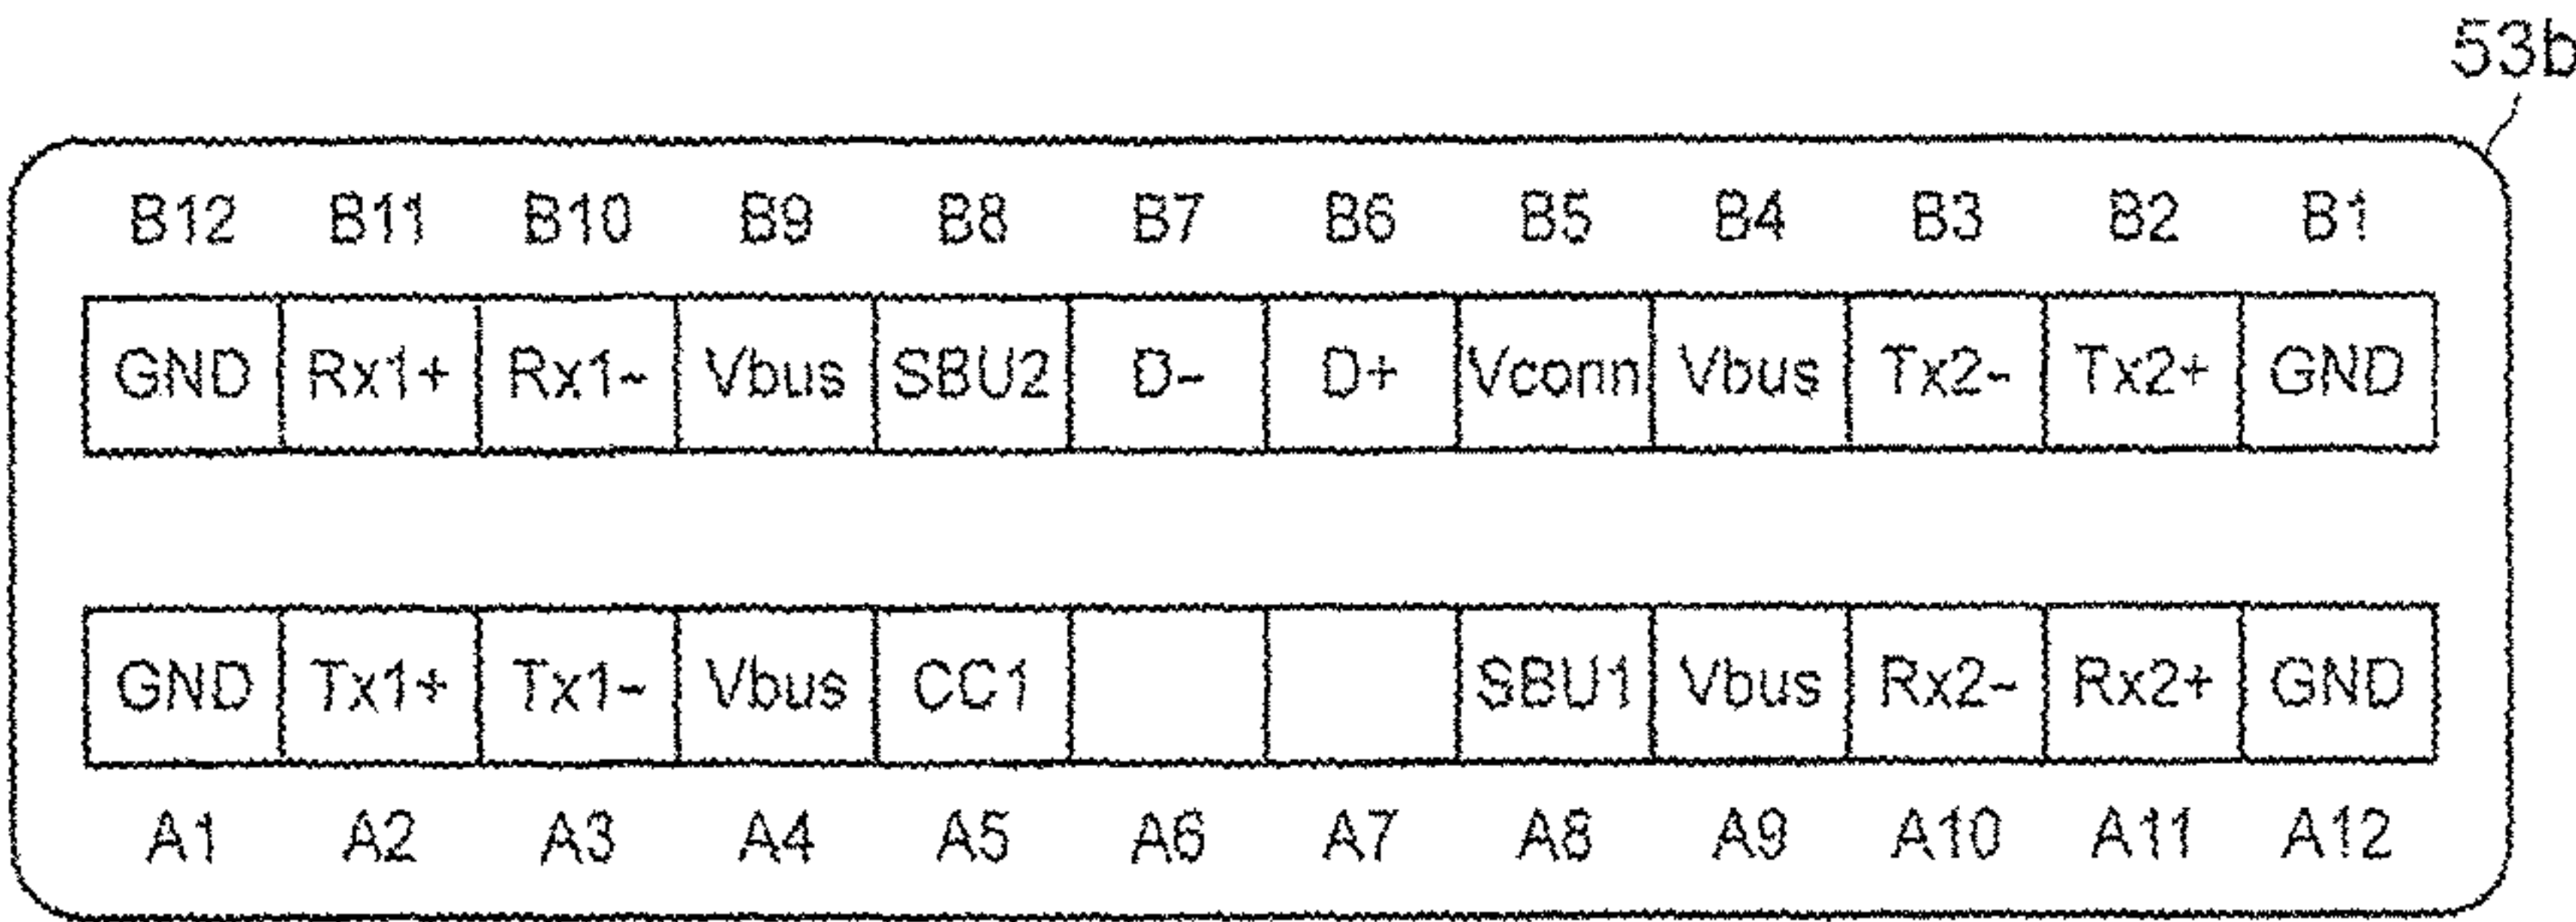 53b
B12 B11 B10 B9 B8 B7 B6 B5 B4 B3 B2 B1
GND Rx1+ Rx1- Vbus SBU2 D- D+ Vconn Vbus Tx2- Tx2+ GND
GND Tx1+ Tx1- Vbus CC1 SBU1 Vbus Rx2- Rx2+ GND
A1 A2 A3 A4 A5 A6 A7 A8 A9 A10 A11 A12